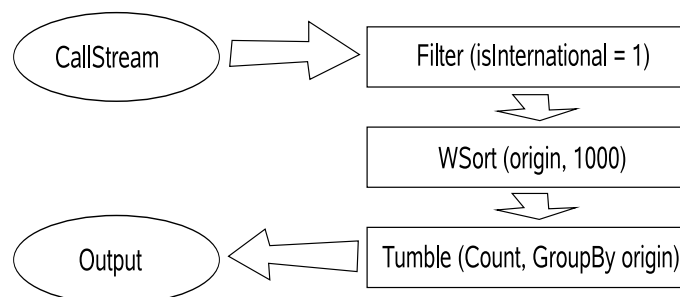 CallStream
Filter (isInternational = 1)
WSort (origin, 1000)
Tumble (Count, GroupBy origin)
Output